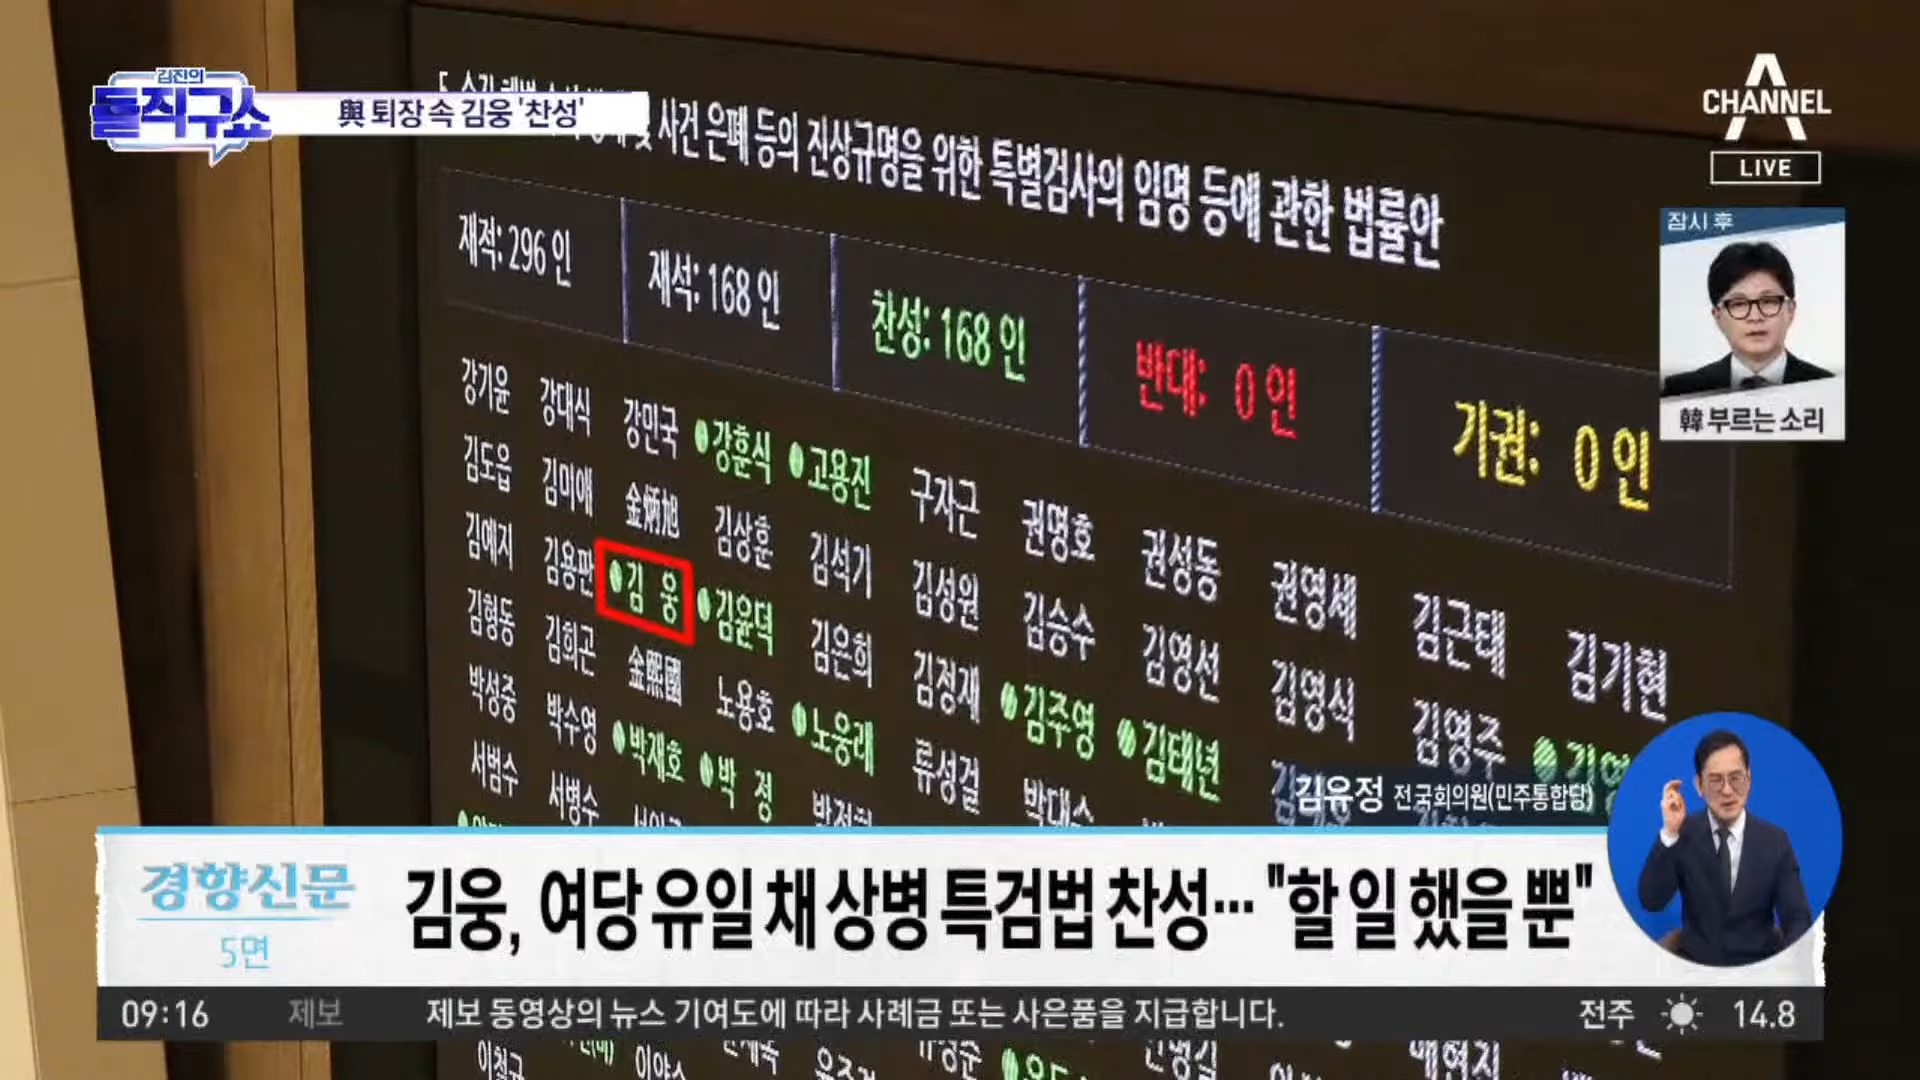 김진의
돌직구쇼
與 퇴장 속 김웅 '찬성'
CHANNEL A
LIVE
잠시 후
韓 부르는 소리
사건 은폐 등의 진상규명을 위한 특별검사의 임명 등에 관한 법률안
재적: 296 인
재석: 168 인
찬성: 168 인
반대: 0 인
기권: 0 인
강기윤 강대식 강민국 강훈식 고용진 구자근 권명호 권성동 권영세 김근태 김기현
김도읍 김미애 金炳旭 김상훈 김석기 김성원 김승수 김영선 김영식 김영주
김예지 김용판 김 웅 김윤덕 김은희 김정재 김주영 김태년
김형동 김희곤 金熙國 노용호 노웅래 류성걸 박대수
박성중 박수영 박재호 박 정
서범수 서병수
김유정 전 국회의원(민주통합당)
경향신문
5면
김웅, 여당 유일 채 상병 특검법 찬성… "할 일 했을 뿐"
09:16 제보 제보 동영상의 뉴스 기여도에 따라 사례금 또는 사은품을 지급합니다. 전주 14.8